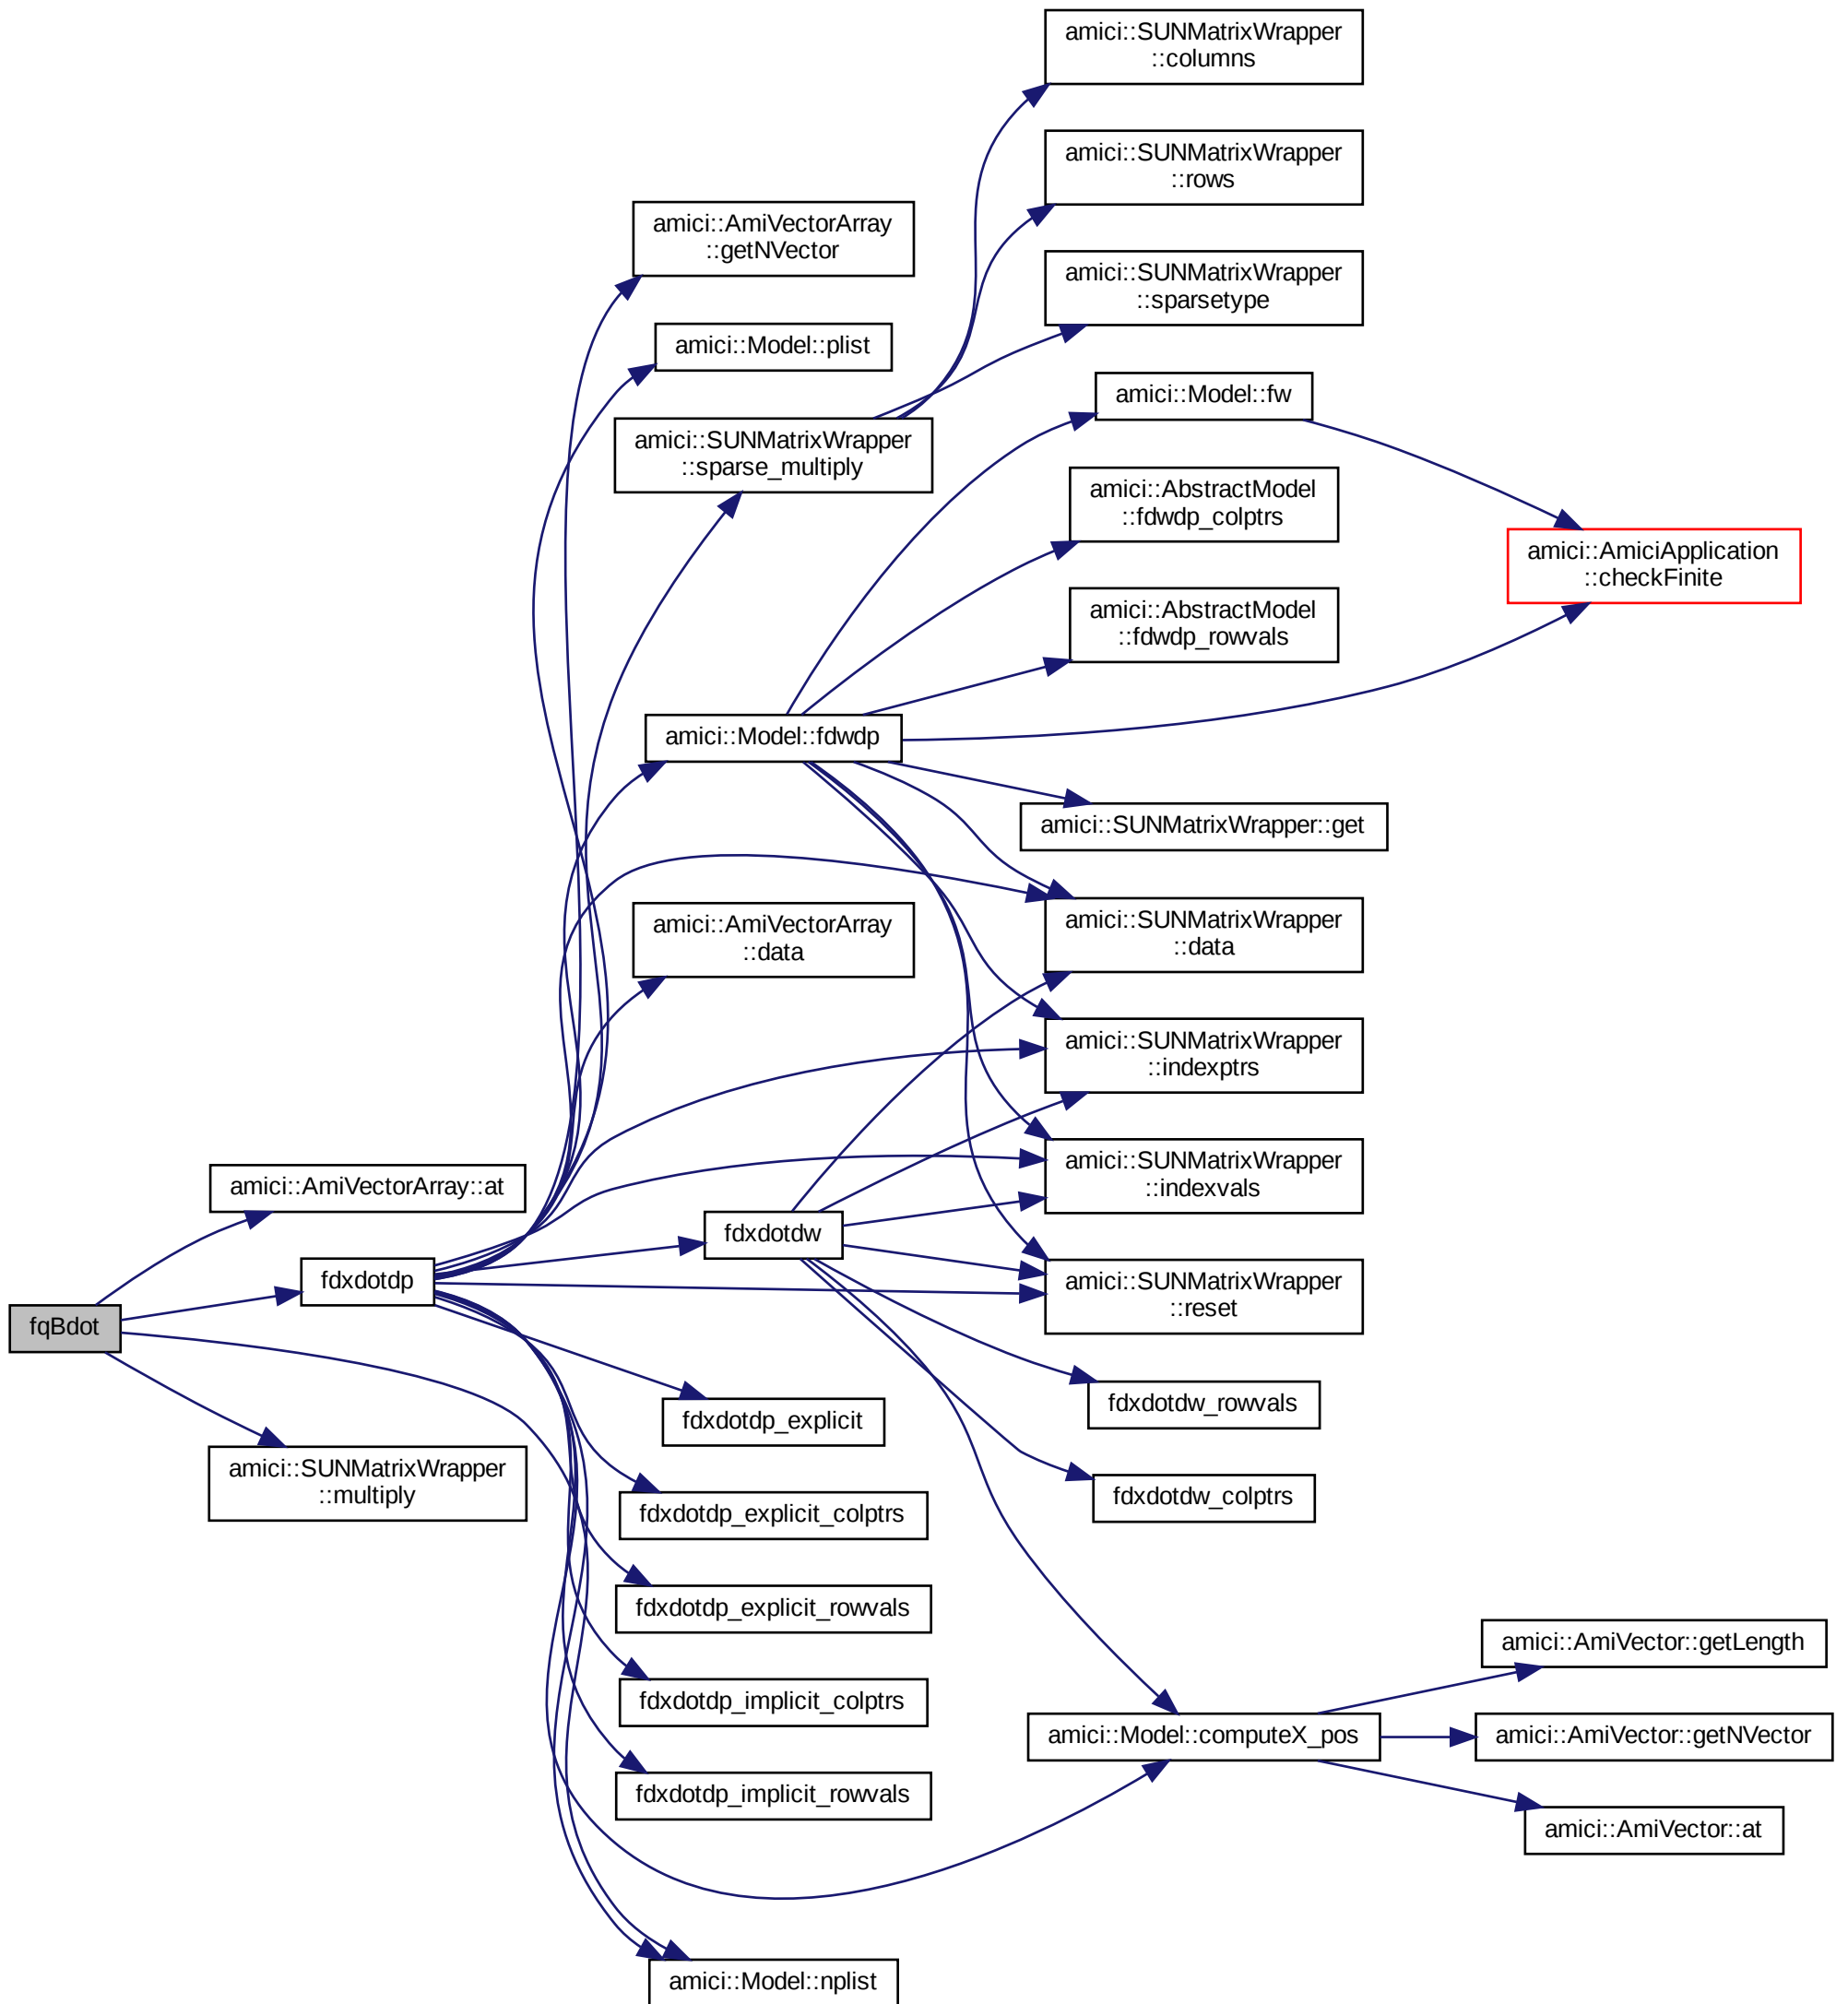 amici::SUNMatrixWrapper
::columns
amici::SUNMatrixWrapper
::rows
amici::AmiVectorArray
::getNVector
amici::SUNMatrixWrapper
::sparsetype
amici::Model::plist
amici::Model::fw
amici::SUNMatrixWrapper
::sparse_multiply
amici::AbstractModel
::fdwdp_colptrs
amici::AmiciApplication
::checkFinite
amici::AbstractModel
::fdwdp_rowvals
amici::Model::fdwdp
amici::SUNMatrixWrapper::get
amici::AmiVectorArray
::data
amici::SUNMatrixWrapper
::data
amici::SUNMatrixWrapper
::indexptrs
amici::AmiVectorArray::at
amici::SUNMatrixWrapper
::indexvals
fdxdotdw
fdxdotdp
amici::SUNMatrixWrapper
::reset
fqBdot
fdxdotdp_explicit
fdxdotdw_rowvals
amici::SUNMatrixWrapper
::multiply
fdxdotdw_colptrs
fdxdotdp_explicit_colptrs
fdxdotdp_explicit_rowvals
amici::AmiVector::getLength
fdxdotdp_implicit_colptrs
amici::Model::computeX_pos
amici::AmiVector::getNVector
fdxdotdp_implicit_rowvals
amici::AmiVector::at
amici::Model::nplist